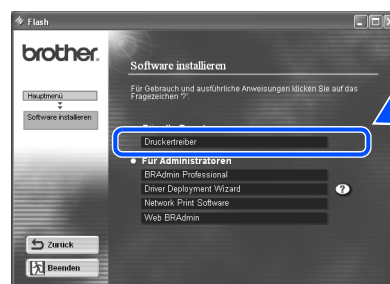 Flash
brother.
Software installieren
Für Gebrauch und ausführliche Anweisungen klicken Sie auf das
Fragezeichen '?'.
Hauptmenü
Software installieren
Druckertreiber
Für Administratoren
BRAdmin Professional
Driver Deployment Wizard
?
Network Print Software
Web BRAdmin
Zurück
Beenden